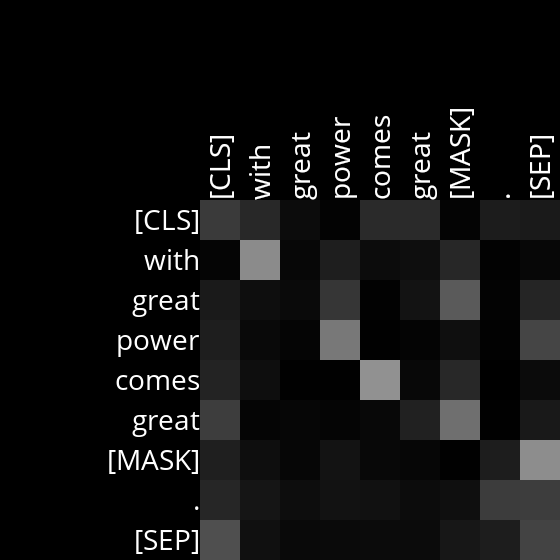 [CLS] with great power comes great [MASK] . [SEP]
[CLS]
with
great
power
comes
great
[MASK]
.
[SEP]